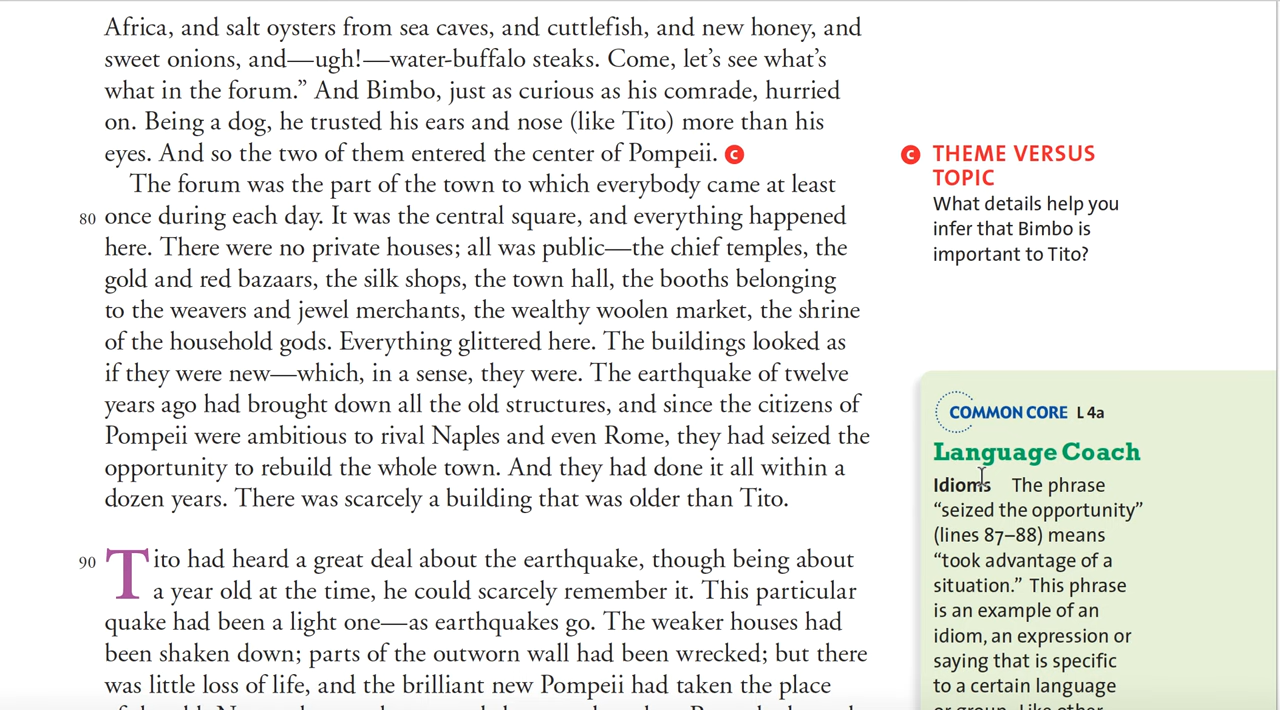 Africa, and salt oysters from sea caves, and cuttlefish, and new honey, and
sweet onions, and—ugh!—water-buffalo steaks. Come, let’s see what’s
what in the forum.” And Bimbo, just as curious as his comrade, hurried
on. Being a dog, he trusted his ears and nose (like Tito) more than his
eyes. And so the two of them entered the center of Pompeii. C
The forum was the part of the town to which everybody came at least
80 once during each day. It was the central square, and everything happened
here. There were no private houses; all was public—the chief temples, the
gold and red bazaars, the silk shops, the town hall, the booths belonging
to the weavers and jewel merchants, the wealthy woolen market, the shrine
of the household gods. Everything glittered here. The buildings looked as
if they were new—which, in a sense, they were. The earthquake of twelve
years ago had brought down all the old structures, and since the citizens of
Pompeii were ambitious to rival Naples and even Rome, they had seized the
opportunity to rebuild the whole town. And they had done it all within a
dozen years. There was scarcely a building that was older than Tito.
90 Tito had heard a great deal about the earthquake, though being about
a year old at the time, he could scarcely remember it. This particular
quake had been a light one—as earthquakes go. The weaker houses had
been shaken down; parts of the outworn wall had been wrecked; but there
was little loss of life, and the brilliant new Pompeii had taken the place
C THEME VERSUS
TOPIC
What details help you
infer that Bimbo is
important to Tito?
COMMON CORE L 4a
Language Coach
Idioms The phrase
“seized the opportunity”
(lines 87–88) means
“took advantage of a
situation.” This phrase
is an example of an
idiom, an expression or
saying that is specific
to a certain language
or group. Like other